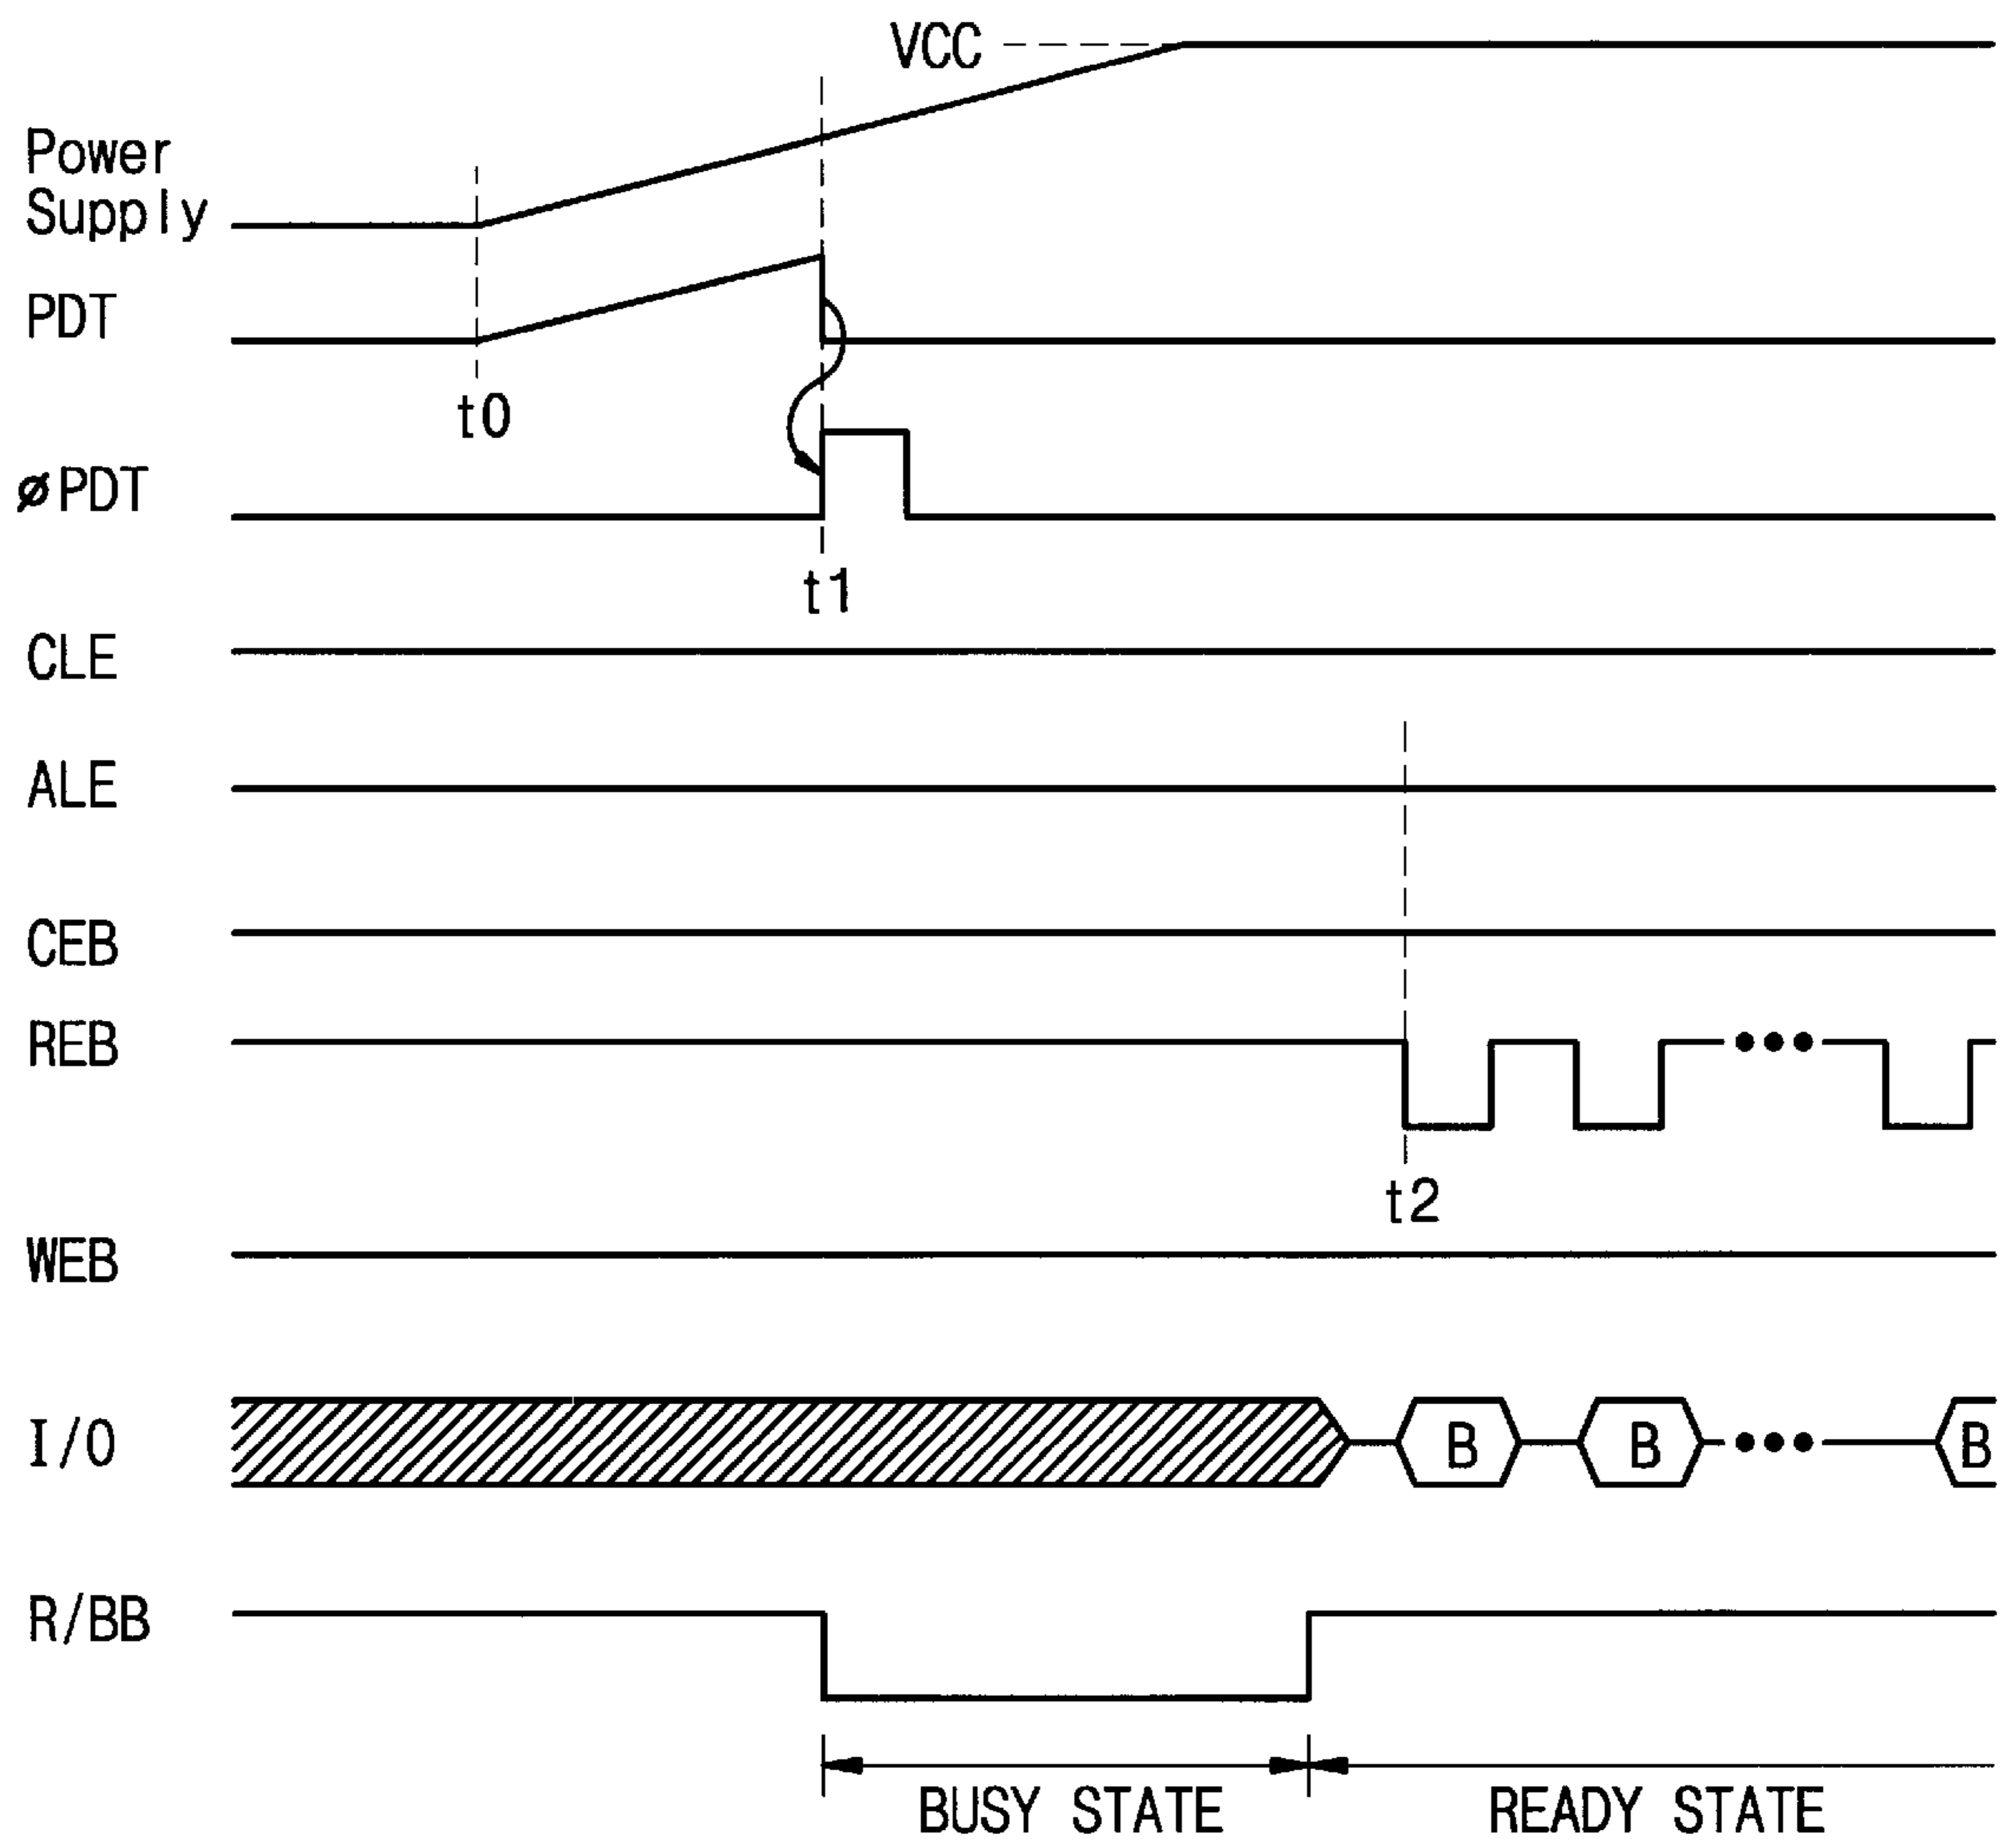 VCC
Power
Supply
PDT
t0
øPDT
t1
CLE
ALE
CEB
REB
t2
WEB
I/O
B
B
B
R/BB
BUSY STATE
READY STATE